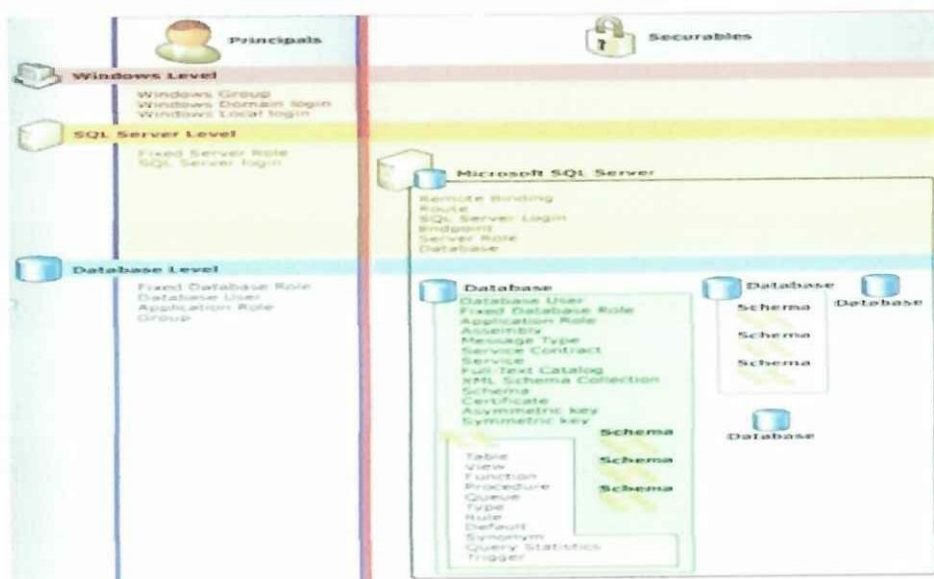 Principals
Securables
Windows Level
Windows Group
Windows Domain login
Windows Local login
SQL Server Level
Fixed Server Role
SQL Server login
Microsoft SQL Server
Remote Binding
Route
SQL Server Login
Endpoint
Server Role
Database
Database Level
Fixed Database Role
Database User
Application Role
Group
Database
Database User
Fixed Database Role
Application Role
Assembly
Message Type
Service Contract
Service
Full-Text Catalog
XML Schema Collection
Schema
Certificate
Asymmetric key
Symmetric key
Schema
Schema
Schema
Table
View
Function
Procedure
Queue
Type
Rule
Default
Synonym
Query Statistics
Trigger
Database
Schema
Schema
Schema
Database
Database